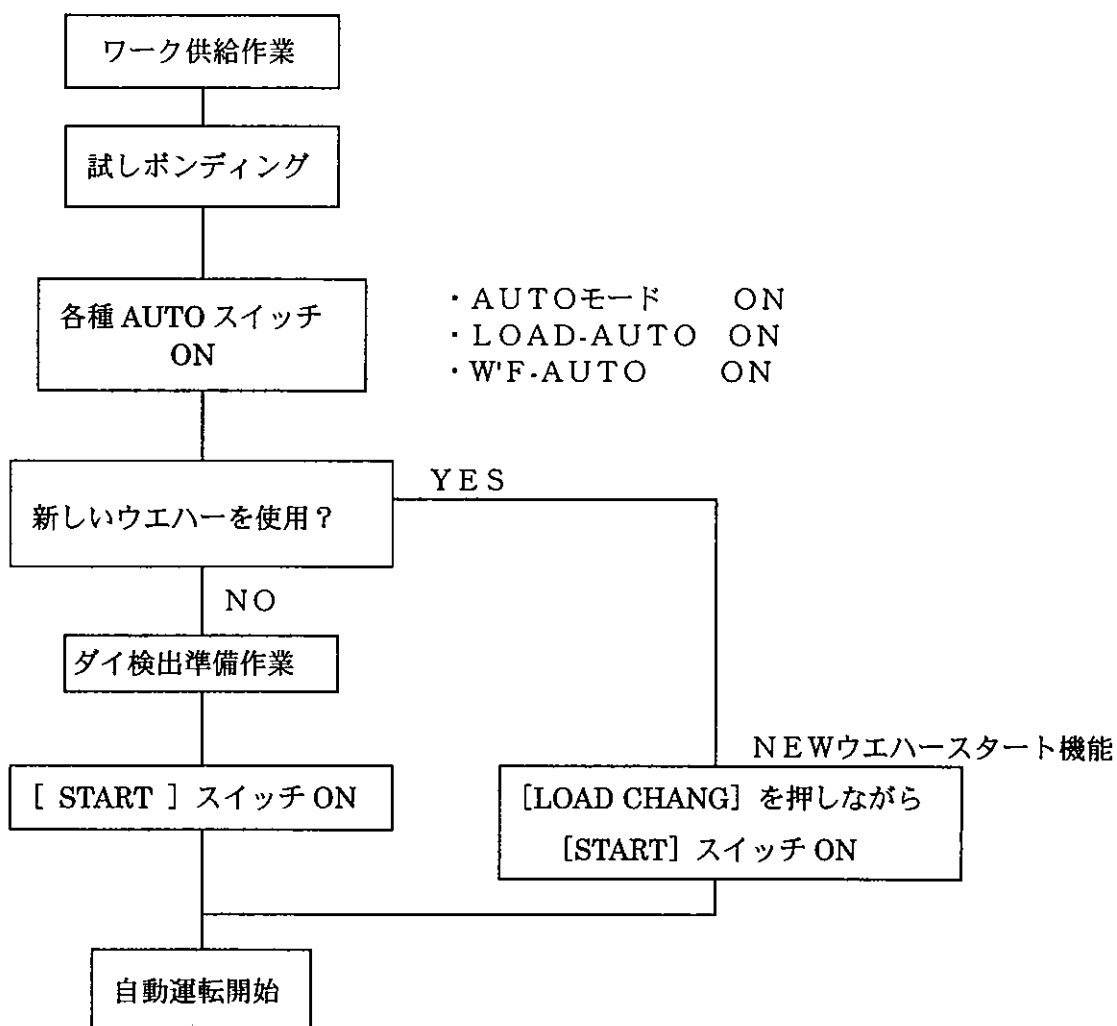 ワーク供給作業
試しボンディング
各種 AUTO スイッチ
ON
・AUTOモード ON
・LOAD-AUTO ON
・W'F-AUTO ON
新しいウエハーを使用？
YES
NO
ダイ検出準備作業
NEWウエハースタート機能
[ START ] スイッチ ON
[LOAD CHANG] を押しながら
[START] スイッチ ON
自動運転開始